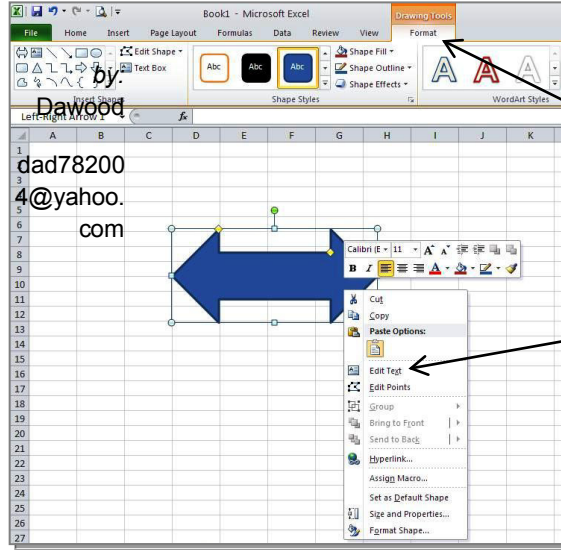 Book1 - Microsoft Excel
Drawing Tools
File Home Insert Page Layout Formulas Data Review View Format
Edit Shape
Text Box
Abc Abc Abc
Shape Fill
Shape Outline
Shape Effects
A A A
Insert Shapes Shape Styles WordArt Styles
by:
Dawood
dad78200
4@yahoo.
com
Left-Right Arrow 1 fx
A B C D E F G H I J K
1
2
3
4
5
6
7
8
9
10
11
12
13
14
15
16
17
18
19
20
21
22
23
24
25
26
27
Calibri (E 11 A A
B I A
Cut
Copy
Paste Options:
Edit Text
Edit Points
Group
Bring to Front
Send to Back
Hyperlink...
Assign Macro...
Set as Default Shape
Size and Properties...
Format Shape...